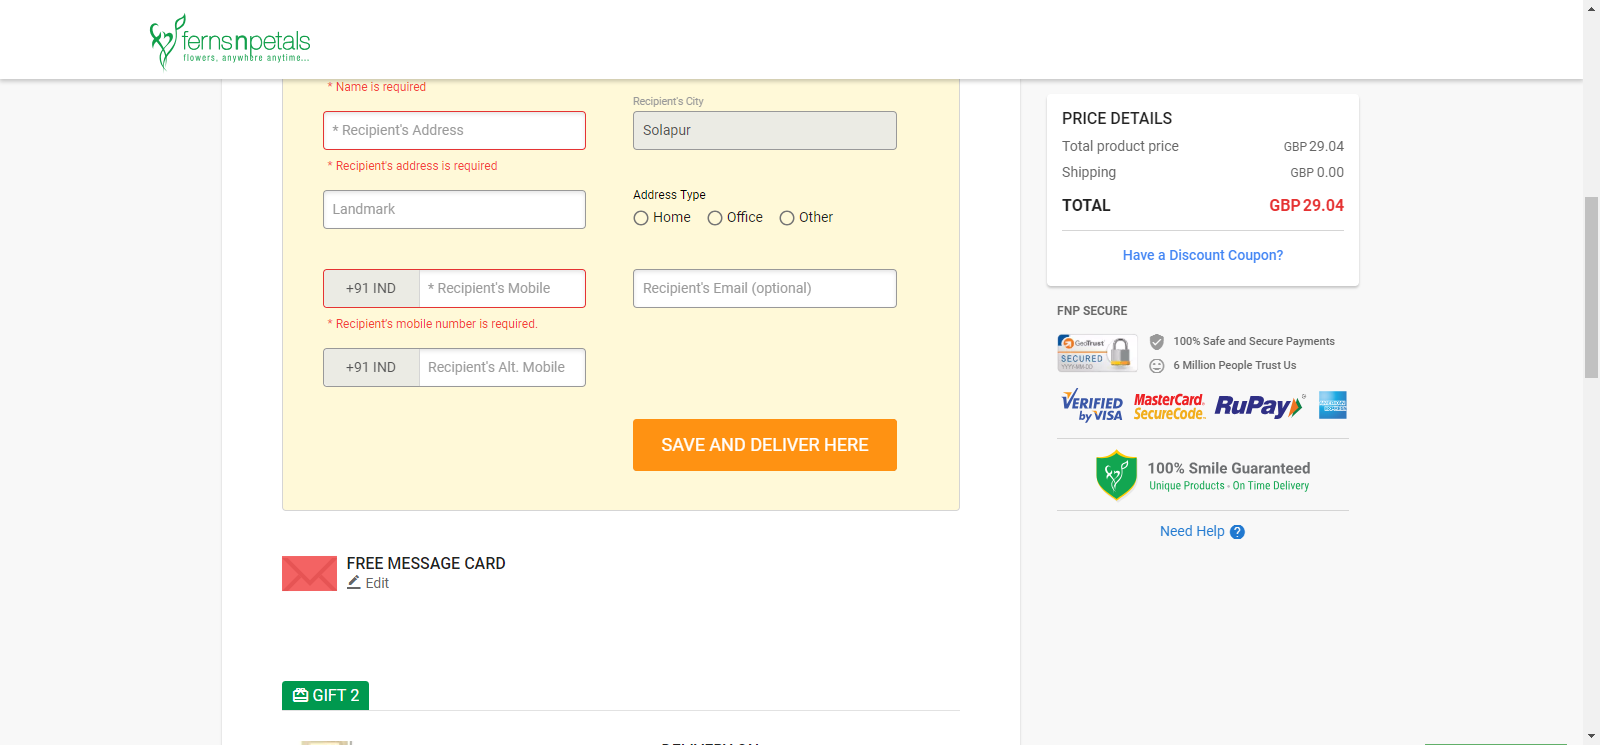 fernsnpetals
flowers, anywhere anytime...
* Name is required
Recipient's City
* Recipient's Address
Solapur
* Recipient's address is required
Landmark
Address Type
Home
Office
Other
+91 IND
* Recipient's Mobile
Recipient's Email (optional)
* Recipient's mobile number is required.
+91 IND
Recipient's Alt. Mobile
SAVE AND DELIVER HERE
FREE MESSAGE CARD
Edit
GIFT 2
DELIVERY ON
PRICE DETAILS
Total product price GBP 29.04
Shipping GBP 0.00
TOTAL GBP 29.04
Have a Discount Coupon?
FNP SECURE
GeoTrust
SECURED
YYYY-MM-DD
100% Safe and Secure Payments
6 Million People Trust Us
VERIFIED
by VISA
MasterCard.
SecureCode.
RuPay
100% Smile Guaranteed
Unique Products - On Time Delivery
Need Help ?